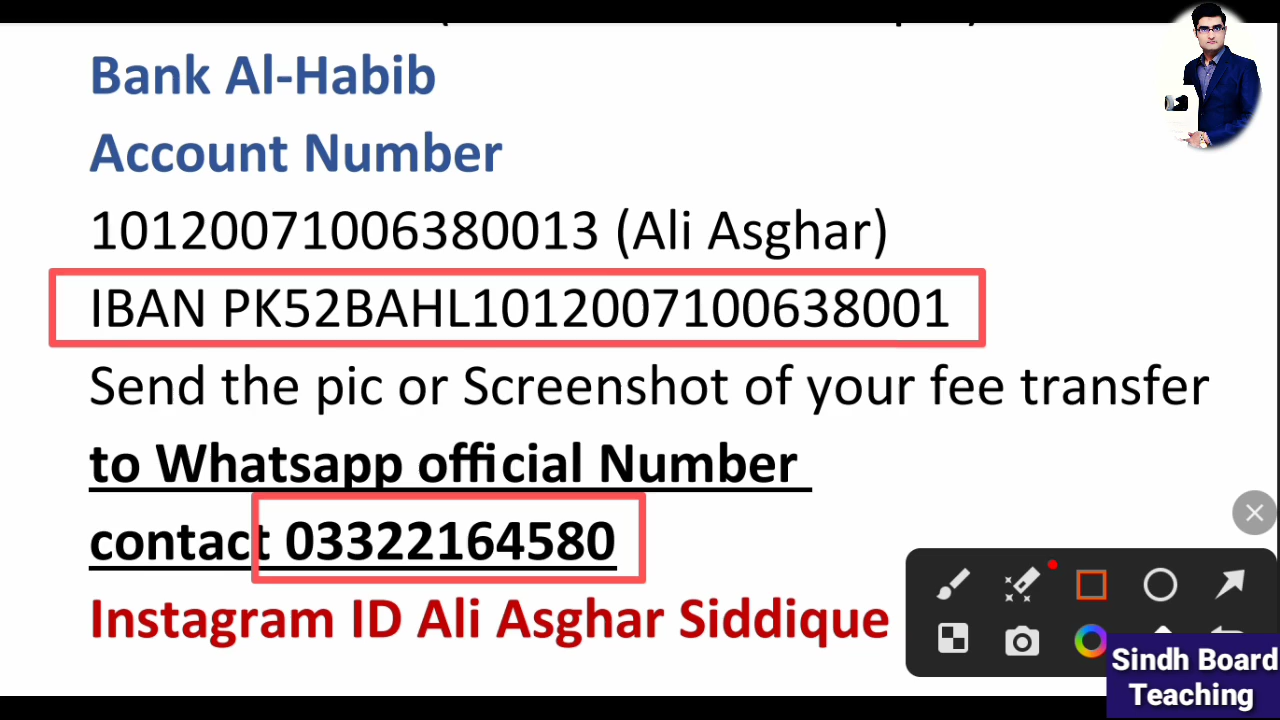 Bank Al-Habib
Account Number
10120071006380013 (Ali Asghar)
IBAN PK52BAHL1012007100638001
Send the pic or Screenshot of your fee transfer
to Whatsapp official Number
contact 03322164580
Instagram ID Ali Asghar Siddique
Sindh Board
Teaching